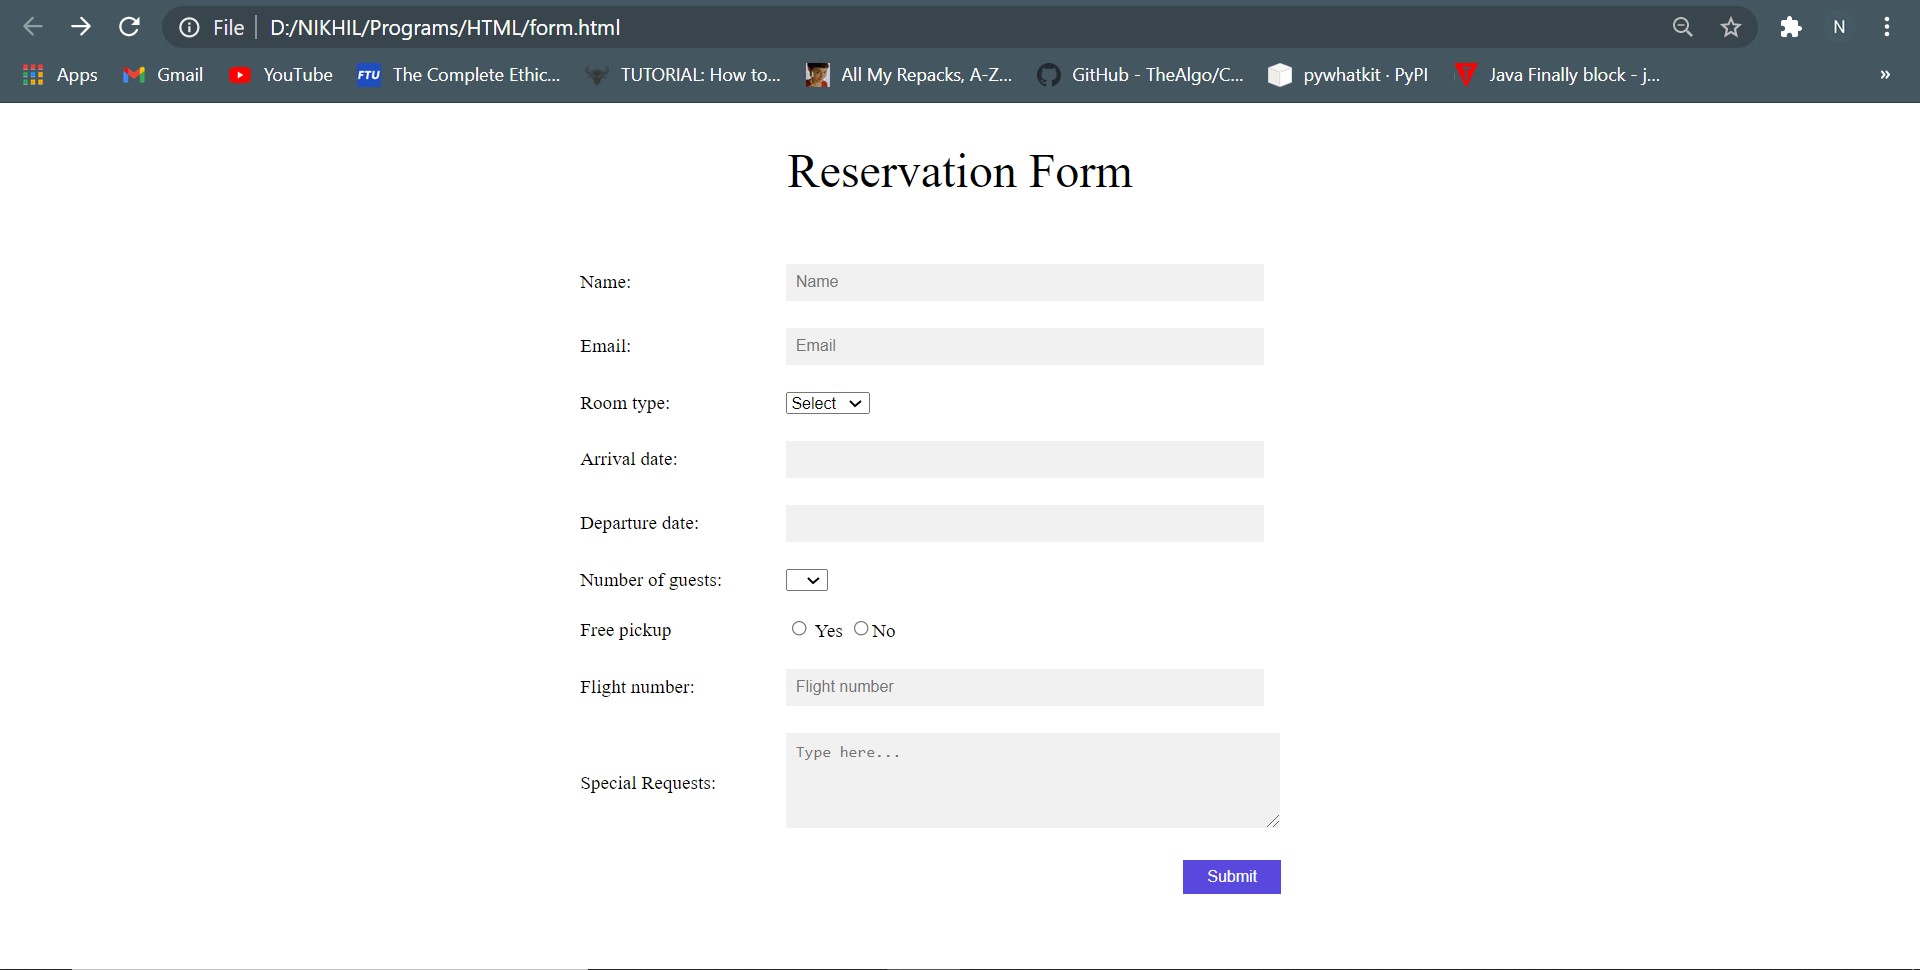 File D:/NIKHIL/Programs/HTML/form.html N
Apps Gmail YouTube FTU The Complete Ethic... TUTORIAL: How to... All My Repacks, A-Z... GitHub - TheAlgo/C... pywhatkit · PyPI Java Finally block - j... »
Reservation Form
Name: Name
Email: Email
Room type: Select
Arrival date:
Departure date:
Number of guests:
Free pickup Yes No
Flight number: Flight number
Type here...
Special Requests:
Submit